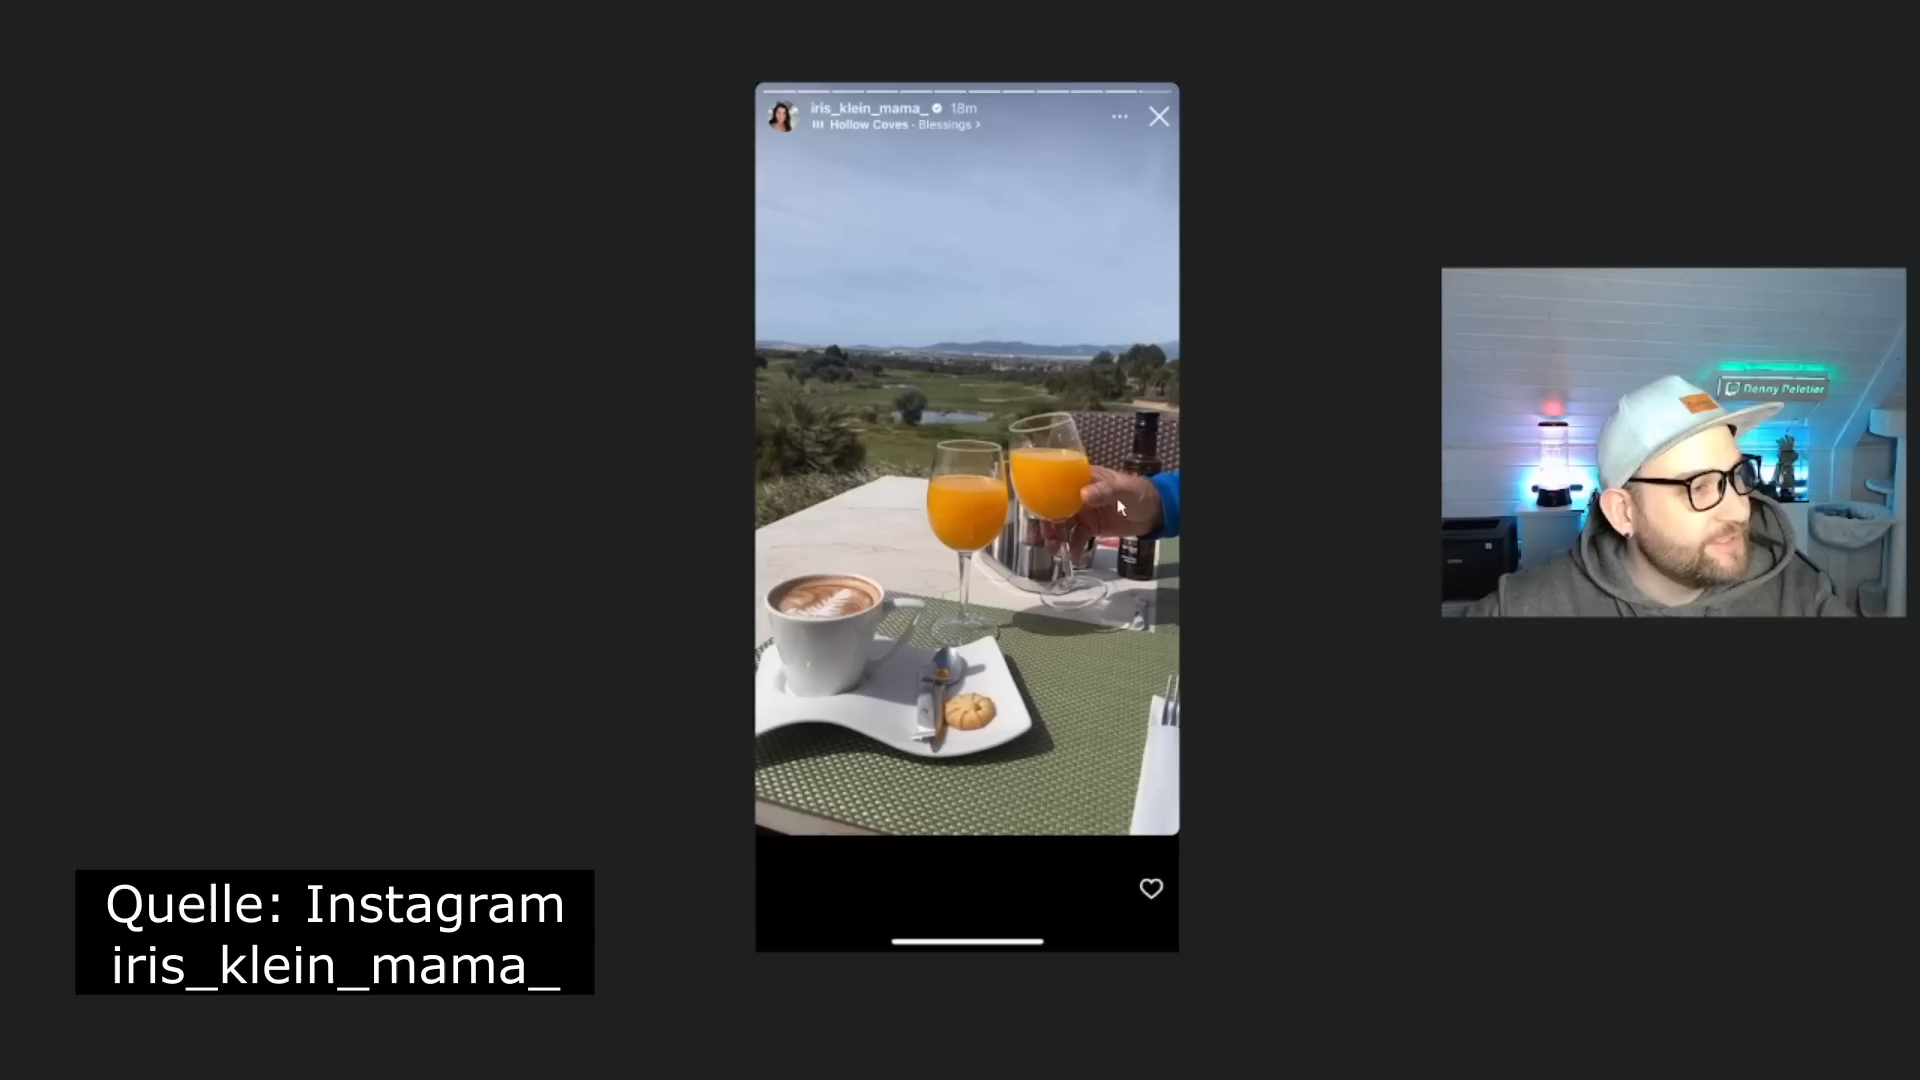 iris_klein_mama_ 18m
Hollow Coves · Blessings >
Denny Peletier
Quelle: Instagram
iris_klein_mama_